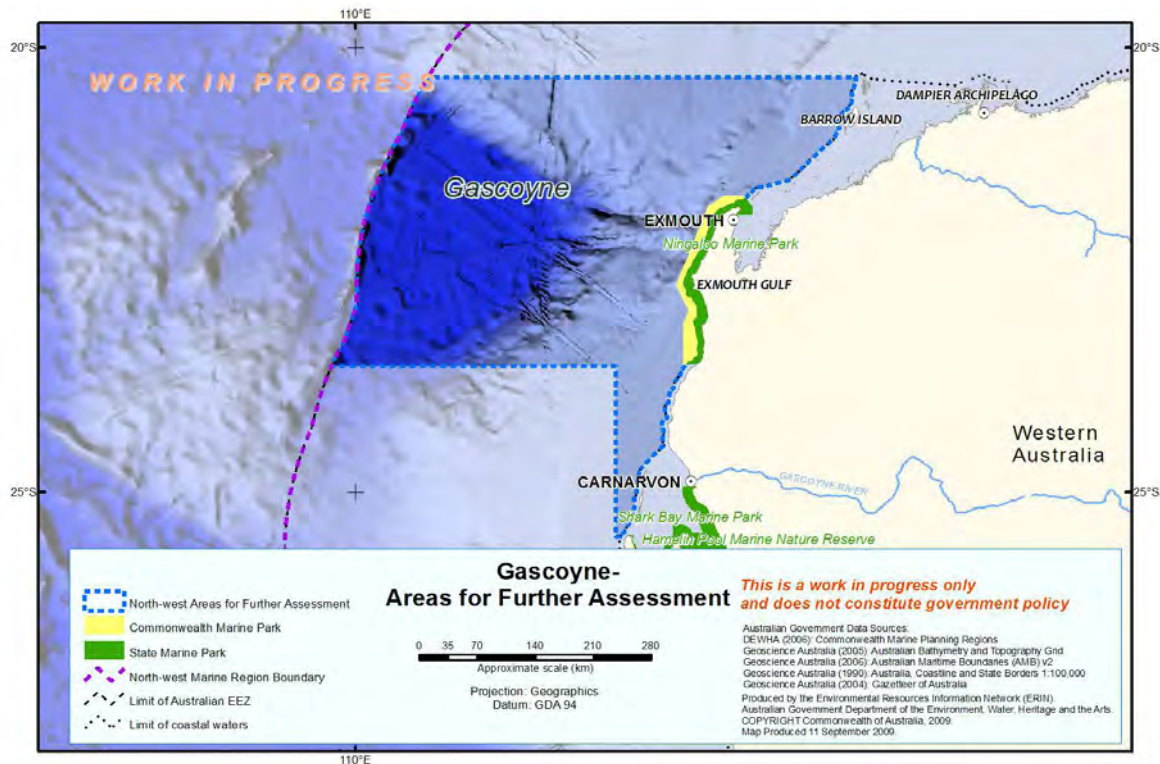 110°E
20°S
20°S
WORK IN PROGRESS
DAMPIER ARCHIPELAGO
BARROW ISLAND
Gascoyne
EXMOUTH
Ningaloo Marine Park
EXMOUTH GULF
Western
Australia
CARNARVON
GASCOYNE RIVER
25°S
25°S
Shark Bay Marine Park
Hamelin Pool Marine Nature Reserve
Gascoyne-
Areas for Further Assessment
North-west Areas for Further Assessment
Commonwealth Marine Park
State Marine Park
North-west Marine Region Boundary
Limit of Australian EEZ
Limit of coastal waters
0 35 70 140 210 280
Approximate scale (km)
Projection: Geographics
Datum: GDA 94
This is a work in progress only
and does not constitute government policy
Australian Government Data Sources:
DEWHA (2006): Commonwealth Marine Planning Regions
Geoscience Australia (2005): Australian Bathymetry and Topography Grid
Geoscience Australia (2006): Australian Maritime Boundaries (AMB) v2
Geoscience Australia (1990): Australia, Coastline and State Borders 1:100,000
Geoscience Australia (2004): Gazetteer of Australia
Produced by the Environmental Resources Information Network (ERIN).
Australian Government Department of the Environment, Water, Heritage and the Arts.
COPYRIGHT Commonwealth of Australia, 2009.
Map Produced 11 September 2009.
110°E